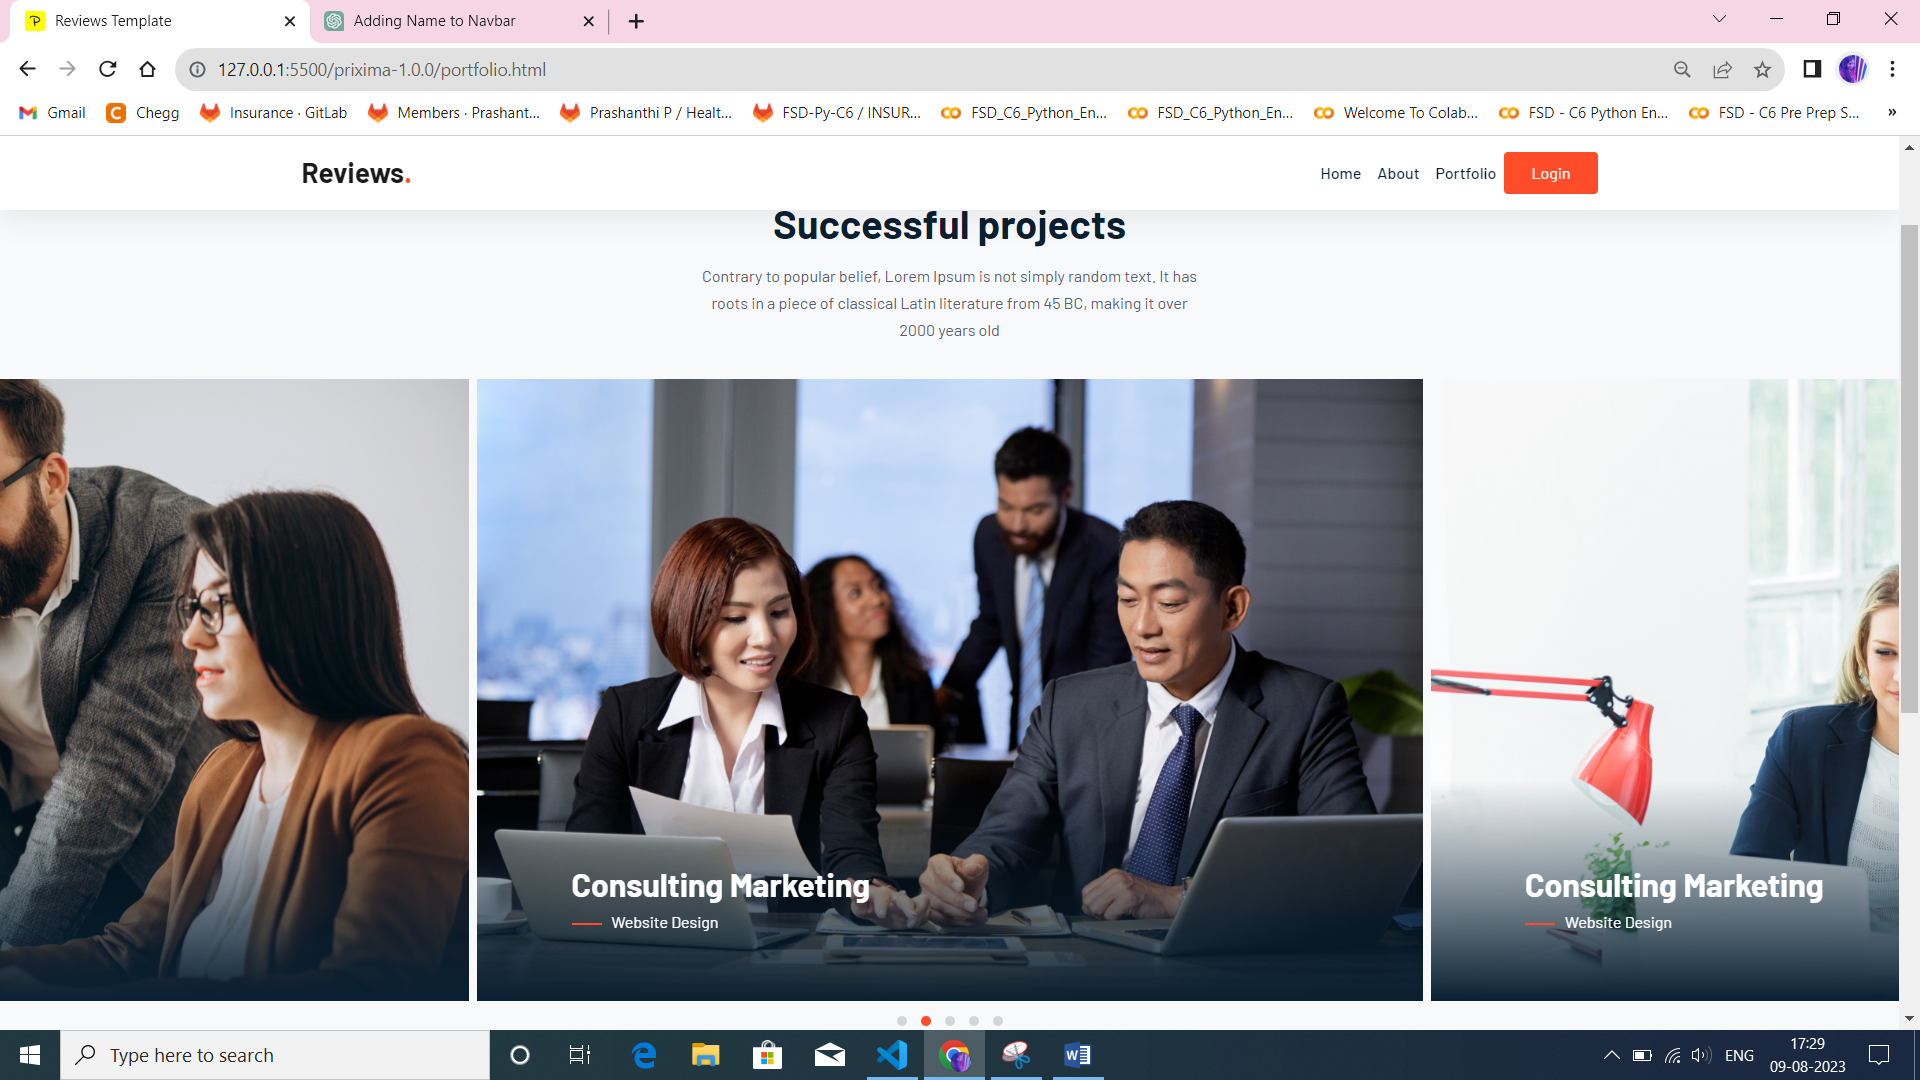 Reviews Template
Adding Name to Navbar
127.0.0.1:5500/prixima-1.0.0/portfolio.html
Gmail
Chegg
Insurance · GitLab
Members · Prashant...
Prashanthi P / Healt...
FSD-Py-C6 / INSUR...
FSD_C6_Python_En...
FSD_C6_Python_En...
Welcome To Colab...
FSD - C6 Python En...
FSD - C6 Pre Prep S...
»
Reviews.
Home
About
Portfolio
Login
Successful projects
Contrary to popular belief, Lorem Ipsum is not simply random text. It has
roots in a piece of classical Latin literature from 45 BC, making it over
2000 years old
Consulting Marketing
Website Design
Consulting Marketing
Website Design
Type here to search
ENG
17:29
09-08-2023